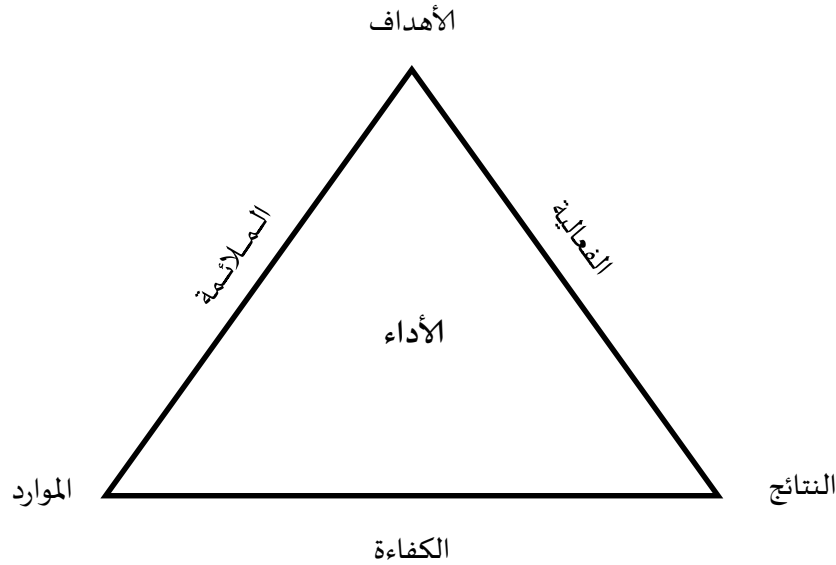 الأهداف
الملائمة
الفعالية
الأداء
الموارد
النتائج
الكفاءة